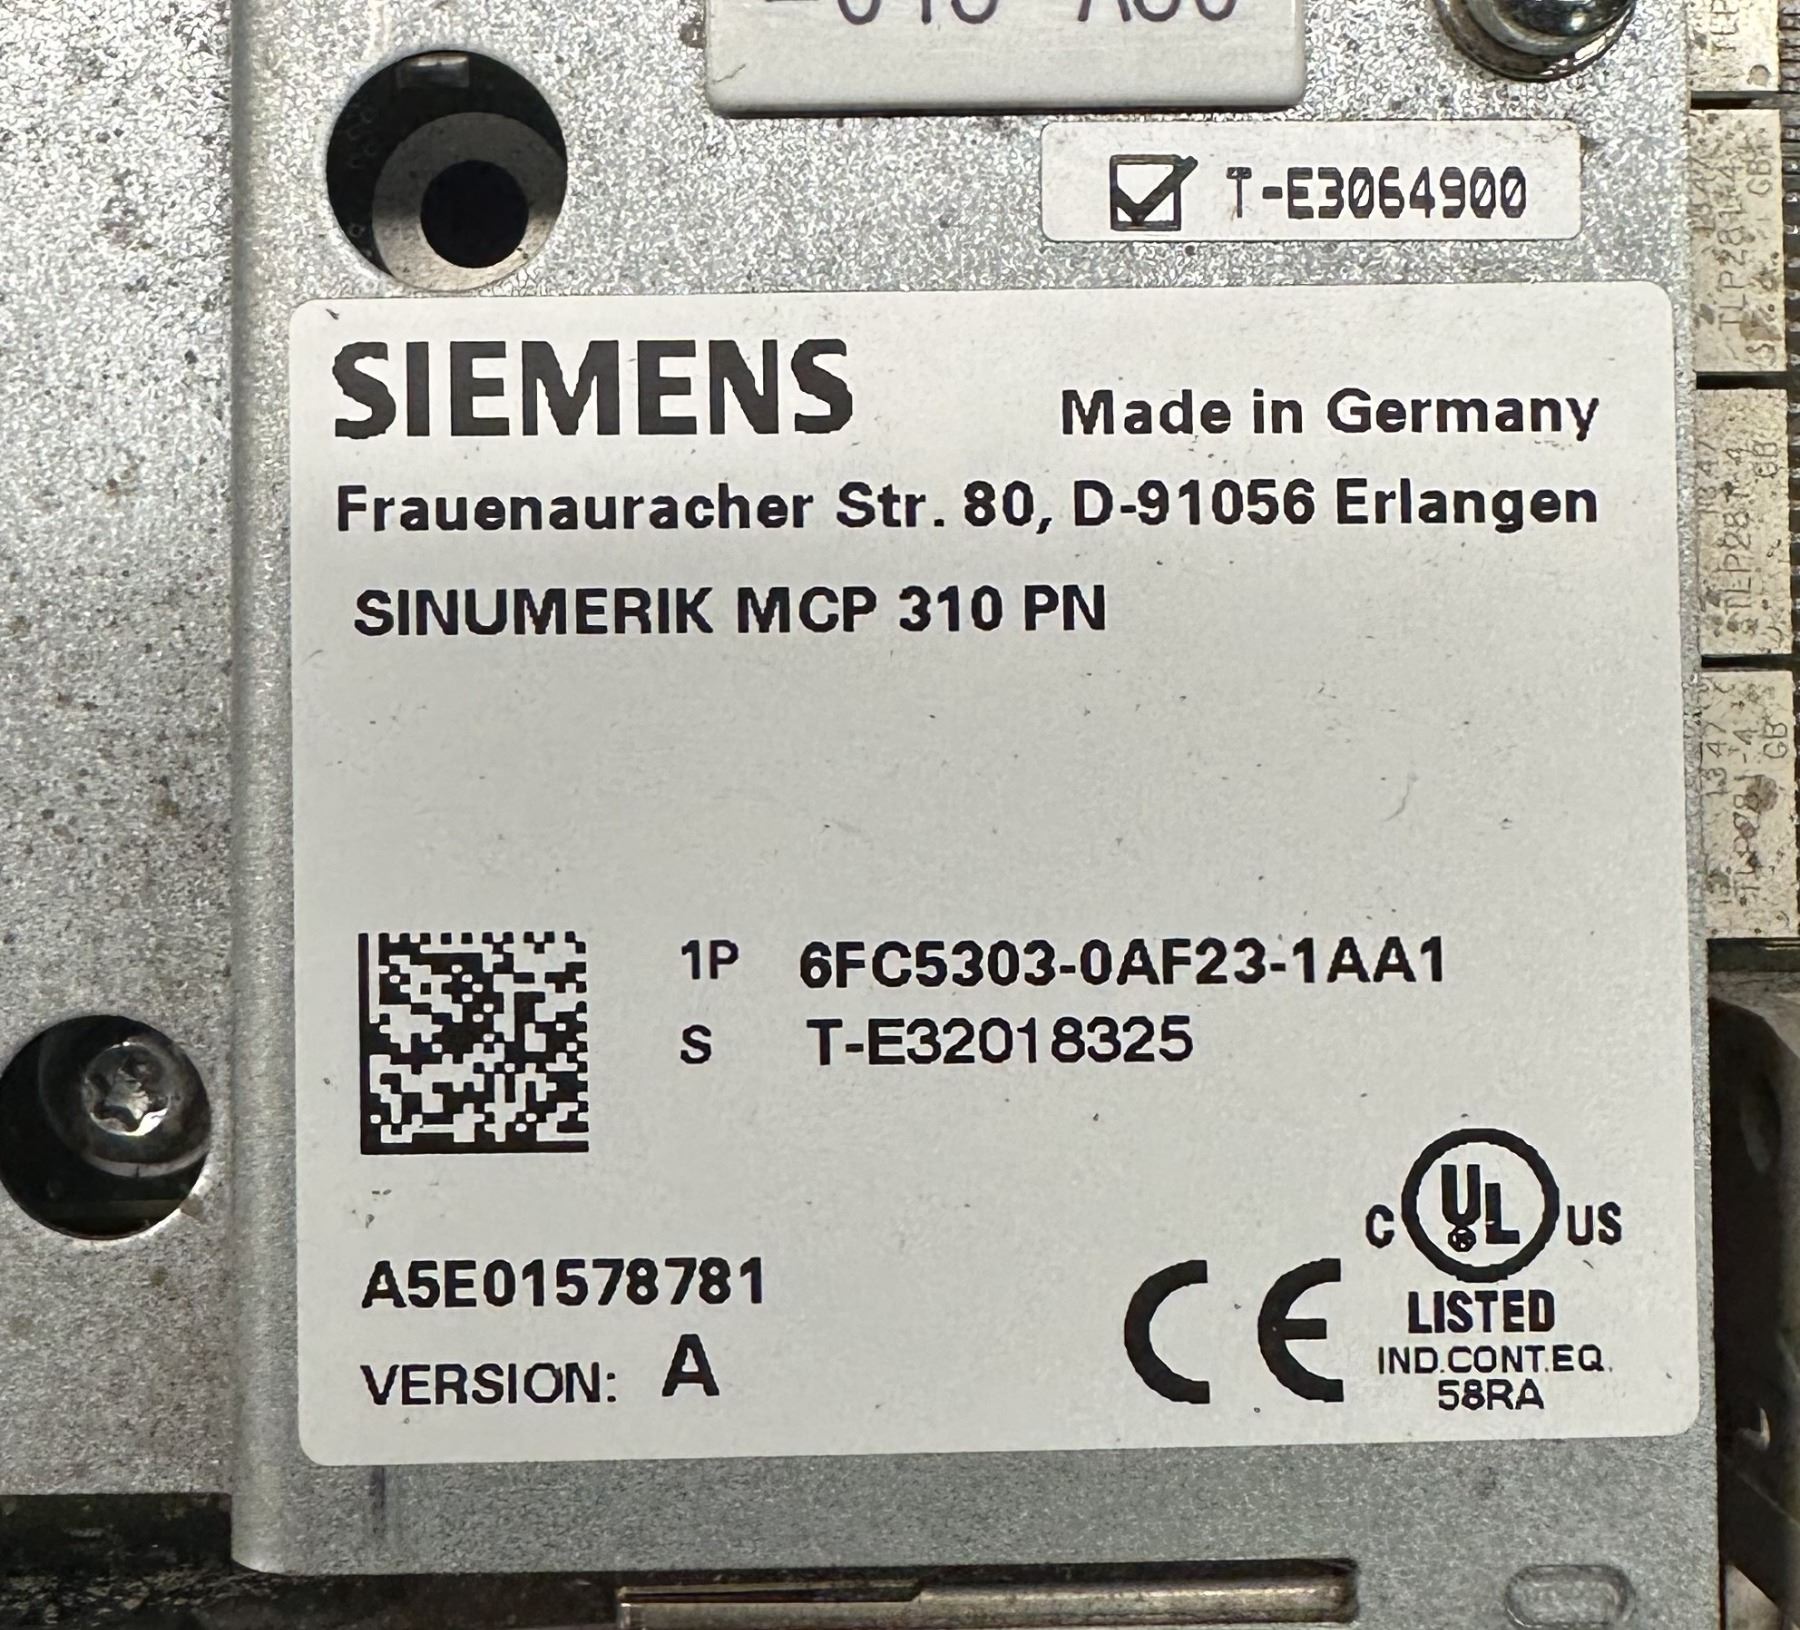 T-E3064900
SIEMENS
Made in Germany
Frauenauracher Str. 80, D-91056 Erlangen
SINUMERIK MCP 310 PN
1P 6FC5303-0AF23-1AA1
S T-E32018325
A5E01578781
VERSION: A
CE
C UL US
LISTED
IND.CONT.EQ.
58RA